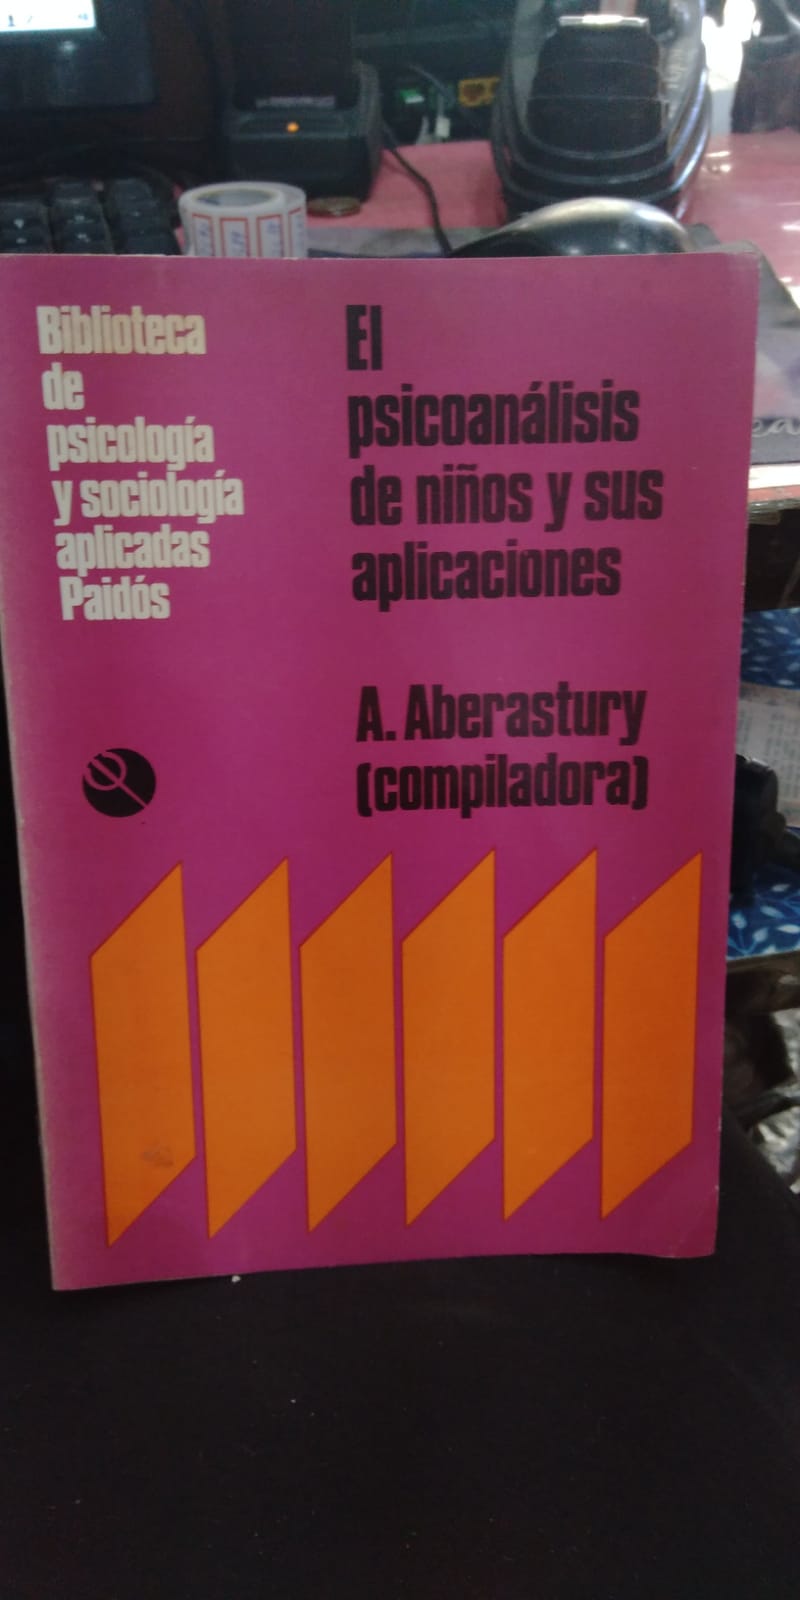 Biblioteca
de
psicología
y sociología
aplicadas
Paidós
El
psicoanálisis
de niños y sus
aplicaciones
A. Aberastury
(compiladora)